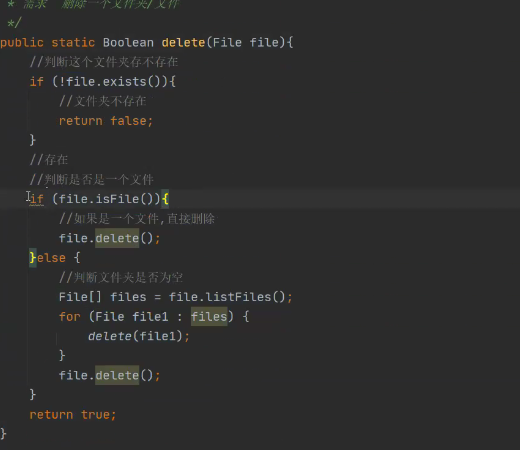 * 需求  删除一个文件夹/文件
*/
public static Boolean delete(File file){
//判断这个文件夹存不存在
if (!file.exists()){
//文件夹不存在
return false;
}
//存在
//判断是否是一个文件
if (file.isFile()){
//如果是一个文件,直接删除
file.delete();
}else {
//判断文件夹是否为空
File[] files = file.listFiles();
for (File file1 : files) {
delete(file1);
}
file.delete();
}
return true;
}